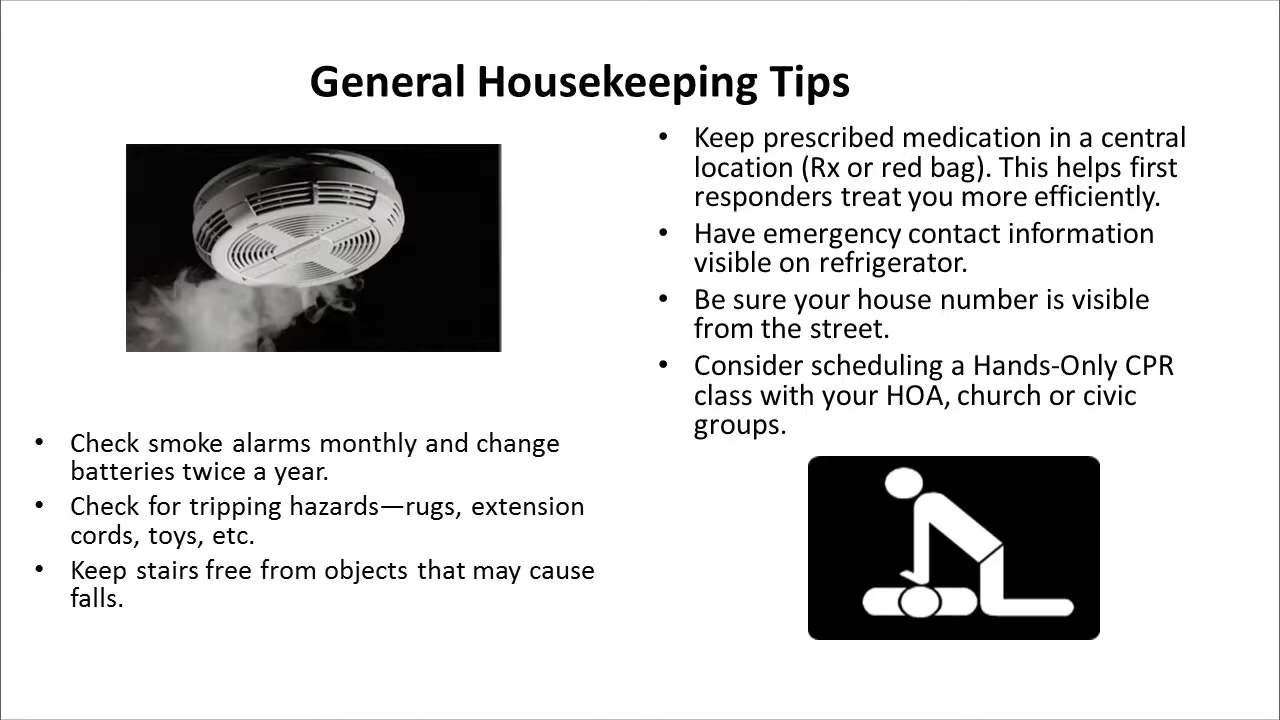 General Housekeeping Tips
• Check smoke alarms monthly and change
batteries twice a year.
• Check for tripping hazards—rugs, extension
cords, toys, etc.
• Keep stairs free from objects that may cause
falls.
• Keep prescribed medication in a central
location (Rx or red bag). This helps first
responders treat you more efficiently.
• Have emergency contact information
visible on refrigerator.
• Be sure your house number is visible
from the street.
• Consider scheduling a Hands-Only CPR
class with your HOA, church or civic
groups.